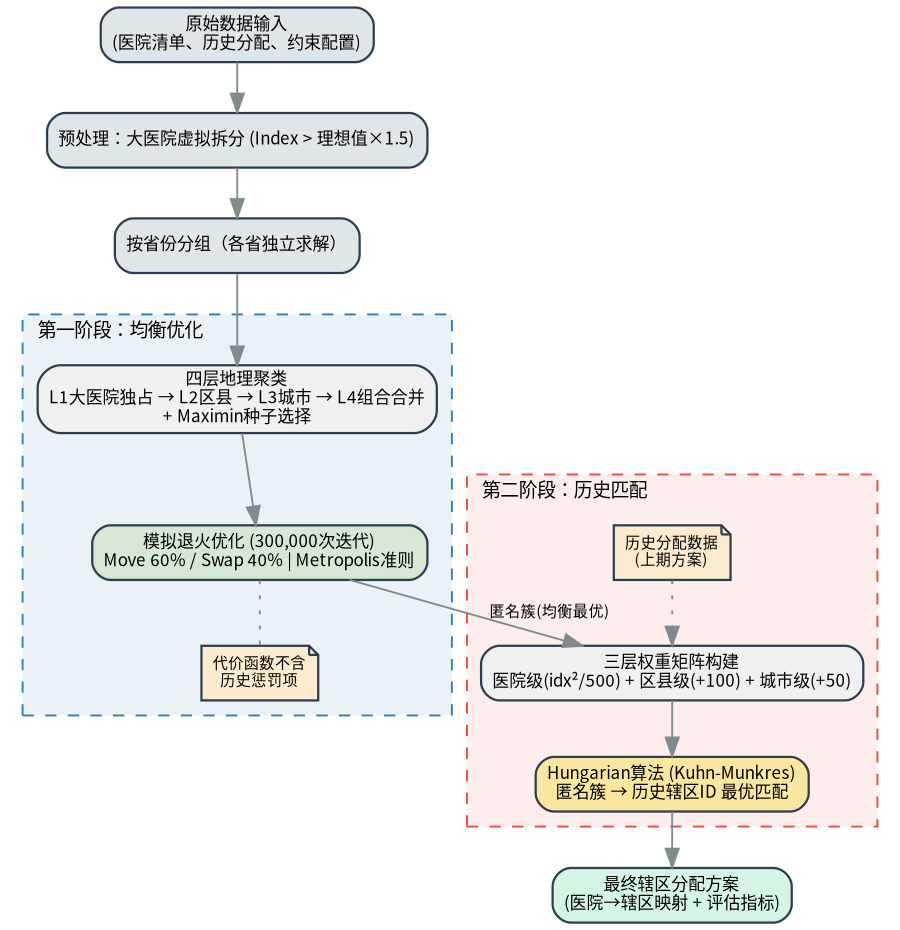 原始数据输入
(医院清单、历史分配、约束配置)
预处理：大医院虚拟拆分 (Index > 理想值×1.5)
按省份分组（各省独立求解）
第一阶段：均衡优化
四层地理聚类
L1大医院独占 → L2区县 → L3城市 → L4组合合并
+ Maximin种子选择
模拟退火优化 (300,000次迭代)
Move 60% / Swap 40% | Metropolis准则
代价函数不含
历史惩罚项
匿名簇(均衡最优)
第二阶段：历史匹配
历史分配数据
(上期方案)
三层权重矩阵构建
医院级(idx²/500) + 区县级(+100) + 城市级(+50)
Hungarian算法 (Kuhn-Munkres)
匿名簇 → 历史辖区ID 最优匹配
最终辖区分配方案
(医院→辖区映射 + 评估指标)